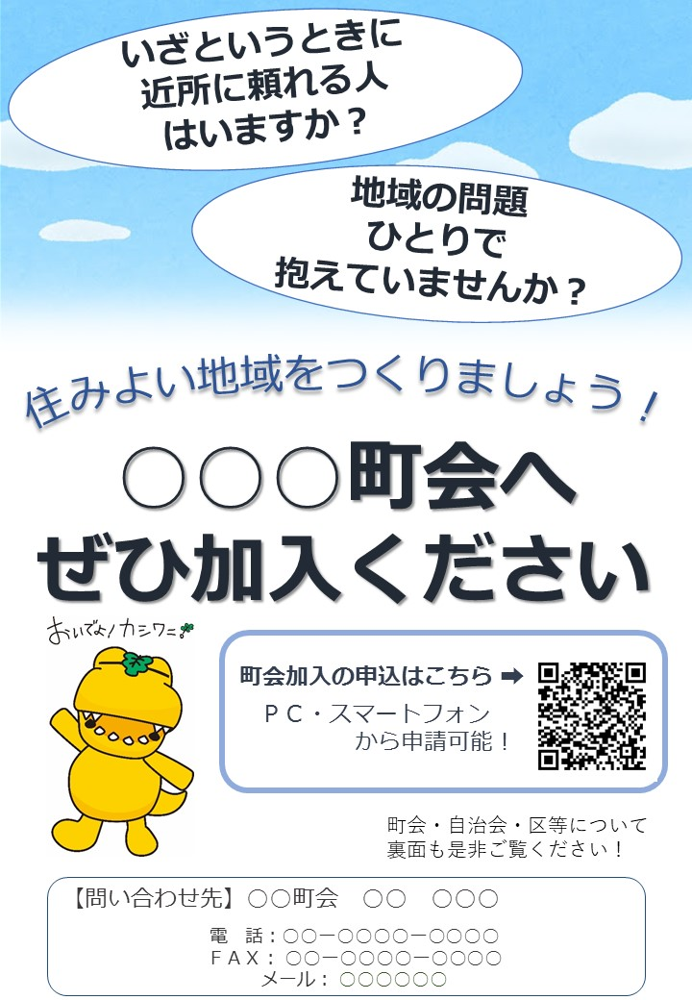 いざというときに
近所に頼れる人
はいますか？
地域の問題
ひとりで
抱えていませんか？
住みよい地域をつくりましょう！
○○○町会へ
ぜひ加入ください
おいでよ！カシワニ！
町会加入の申込はこちら ➡
ＰＣ・スマートフォン
から申請可能！
町会・自治会・区等について
裏面も是非ご覧ください！
【問い合わせ先】○○町会　○○　○○○
電　話：○○ー○○○○ー○○○○
ＦＡＸ： ○○ー○○○○ー○○○○
メール： ○○○○○○